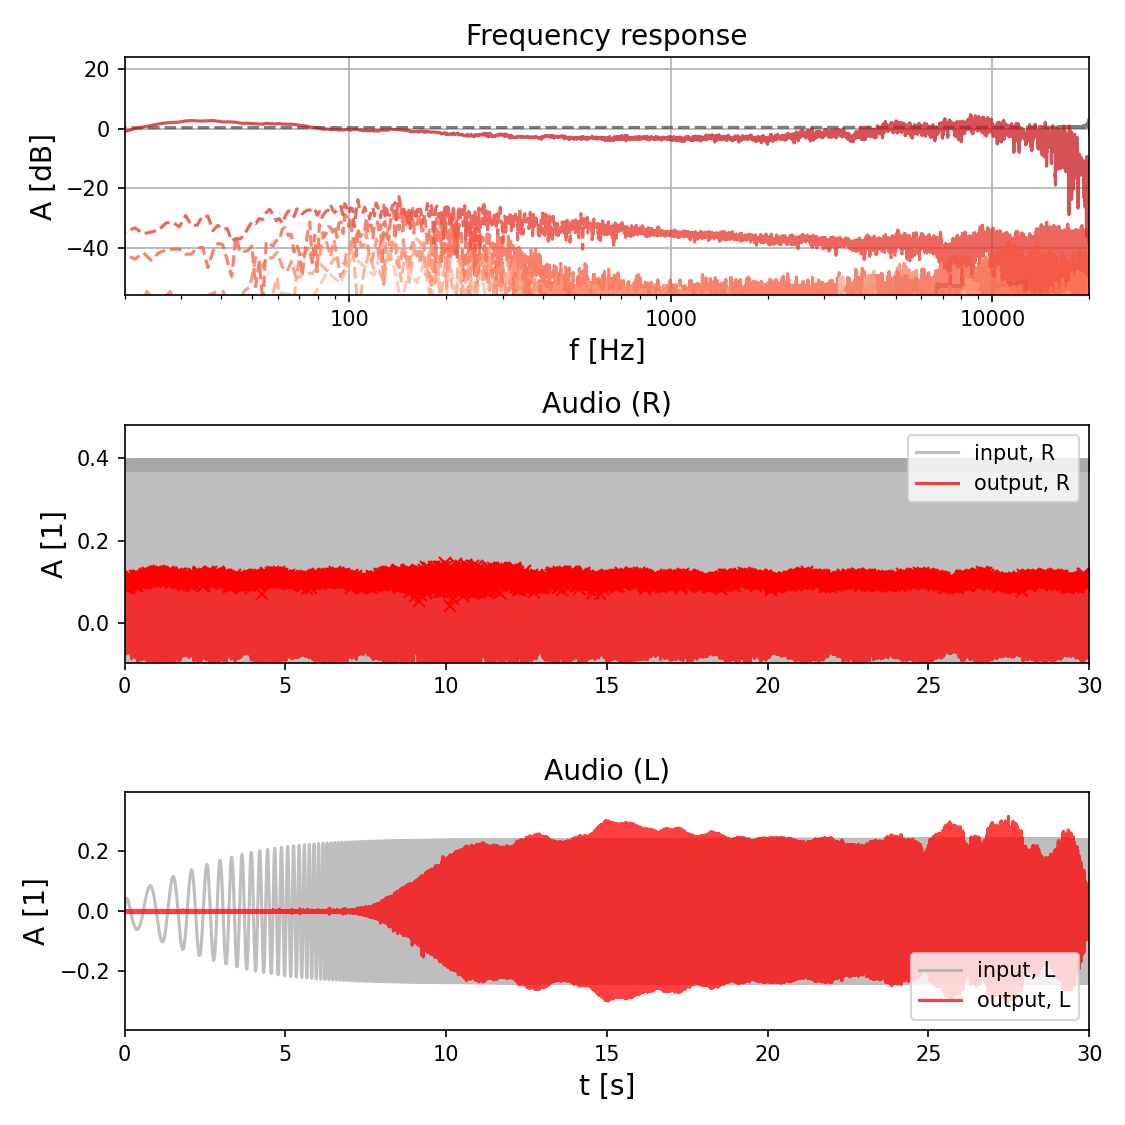 Frequency response
A [dB]
20
0
−20
−40
100
1000
10000
f [Hz]
Audio (R)
A [1]
0.4
0.2
0.0
input, R
output, R
0
5
10
15
20
25
30
Audio (L)
A [1]
0.2
0.0
−0.2
input, L
output, L
0
5
10
15
20
25
30
t [s]